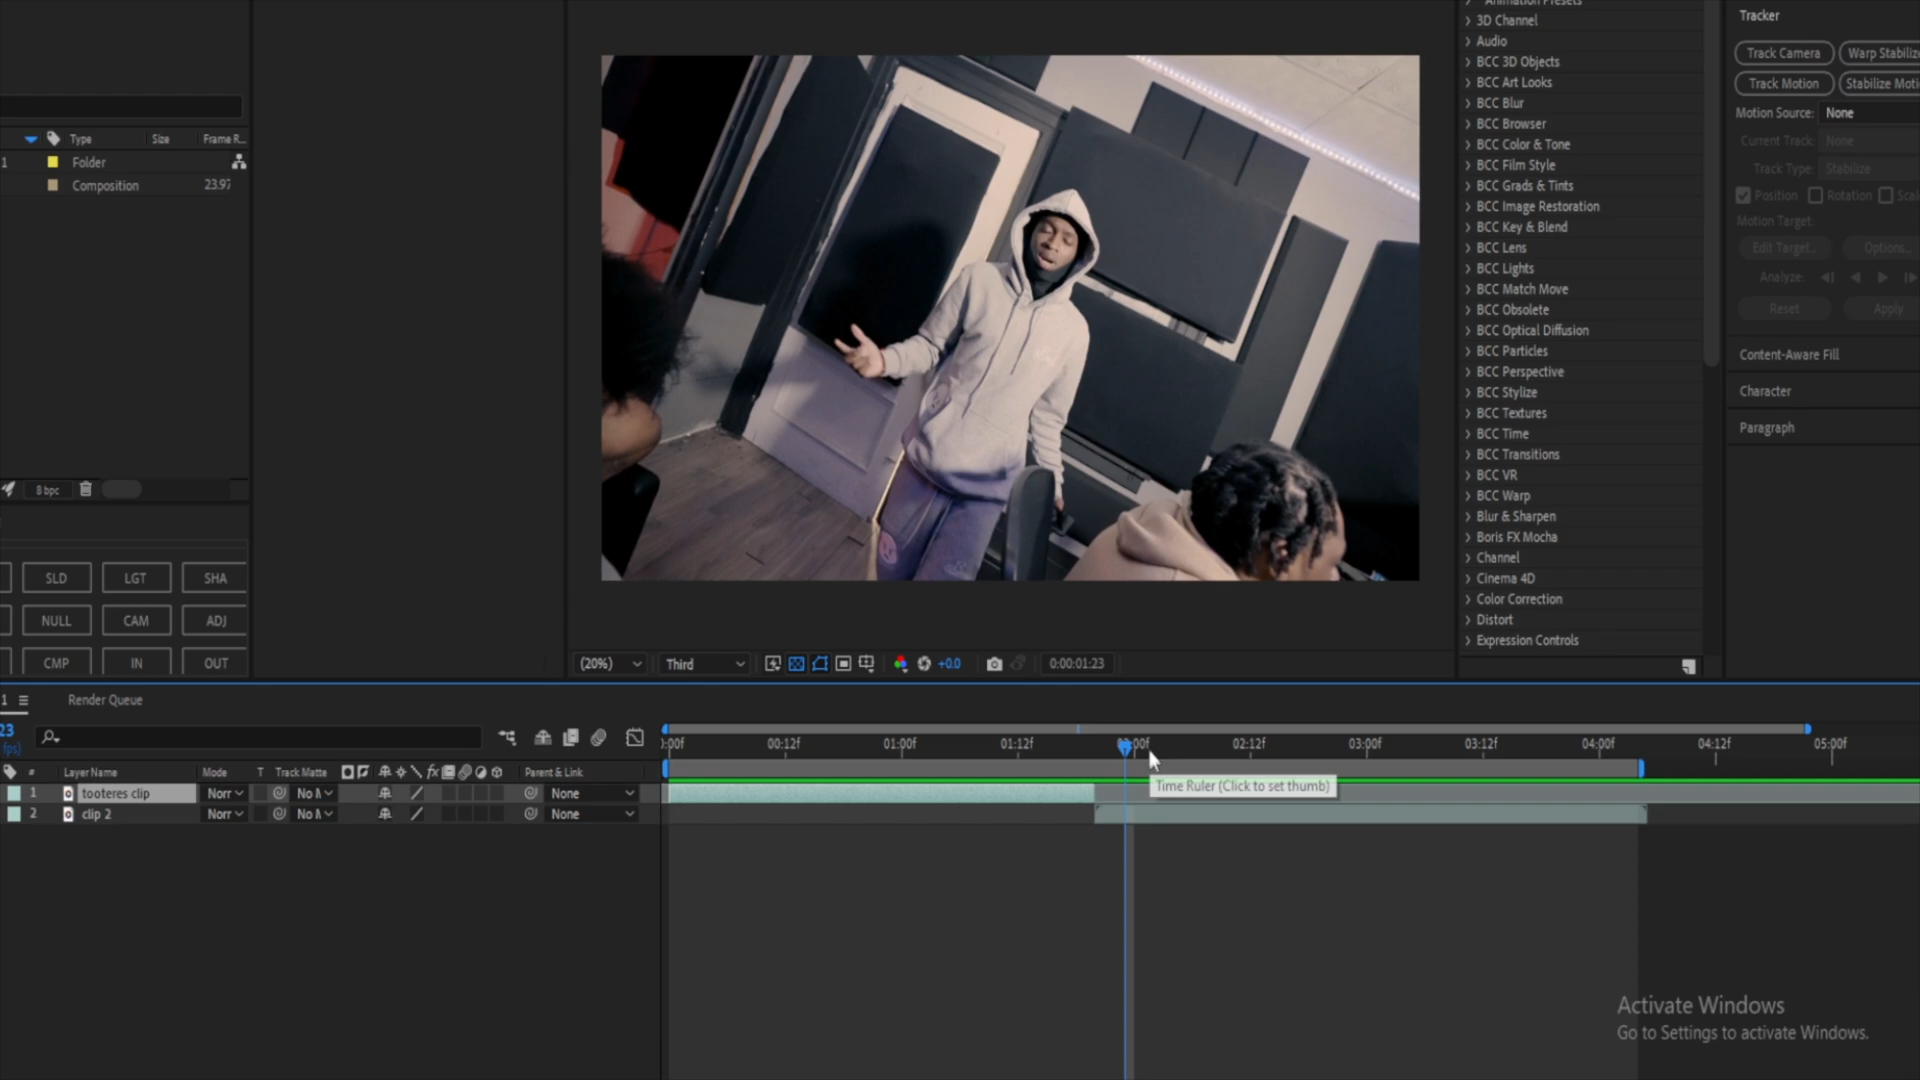 Type Size Frame R...
1 Folder
Composition 23.97
8 bpc
SLD LGT SHA
NULL CAM ADJ
CMP IN OUT
(20%) Third +0.0 0:00:01:23
Animation Presets
3D Channel
Audio
BCC 3D Objects
BCC Art Looks
BCC Blur
BCC Browser
BCC Color & Tone
BCC Film Style
BCC Grads & Tints
BCC Image Restoration
BCC Key & Blend
BCC Lens
BCC Lights
BCC Match Move
BCC Obsolete
BCC Optical Diffusion
BCC Particles
BCC Perspective
BCC Stylize
BCC Textures
BCC Time
BCC Transitions
BCC VR
BCC Warp
Blur & Sharpen
Boris FX Mocha
Channel
Cinema 4D
Color Correction
Distort
Expression Controls
Tracker
Track Camera Warp Stabiliz
Track Motion Stabilize Moti
Motion Source: None
Current Track: None
Track Type: Stabilize
Position Rotation Scal
Motion Target:
Edit Target... Options...
Analyze:
Reset Apply
Content-Aware Fill
Character
Paragraph
1 Render Queue
23
fps)
):00f 00:12f 01:00f 01:12f 02:00f 02:12f 03:00f 03:12f 04:00f 04:12f 05:00f
# Layer Name Mode T Track Matte fx Parent & Link
1 tooteres clip Norr No M None
2 clip 2 Norr No M None
Time Ruler (Click to set thumb)
Activate Windows
Go to Settings to activate Windows.